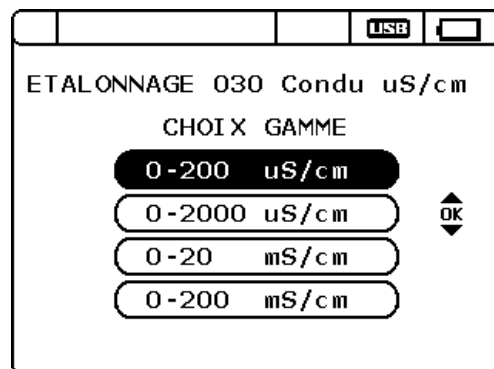 USB
ETALONNAGE 030 Condu uS/cm
CHOIX GAMME
0-200 uS/cm
0-2000 uS/cm
OK
0-20 mS/cm
0-200 mS/cm